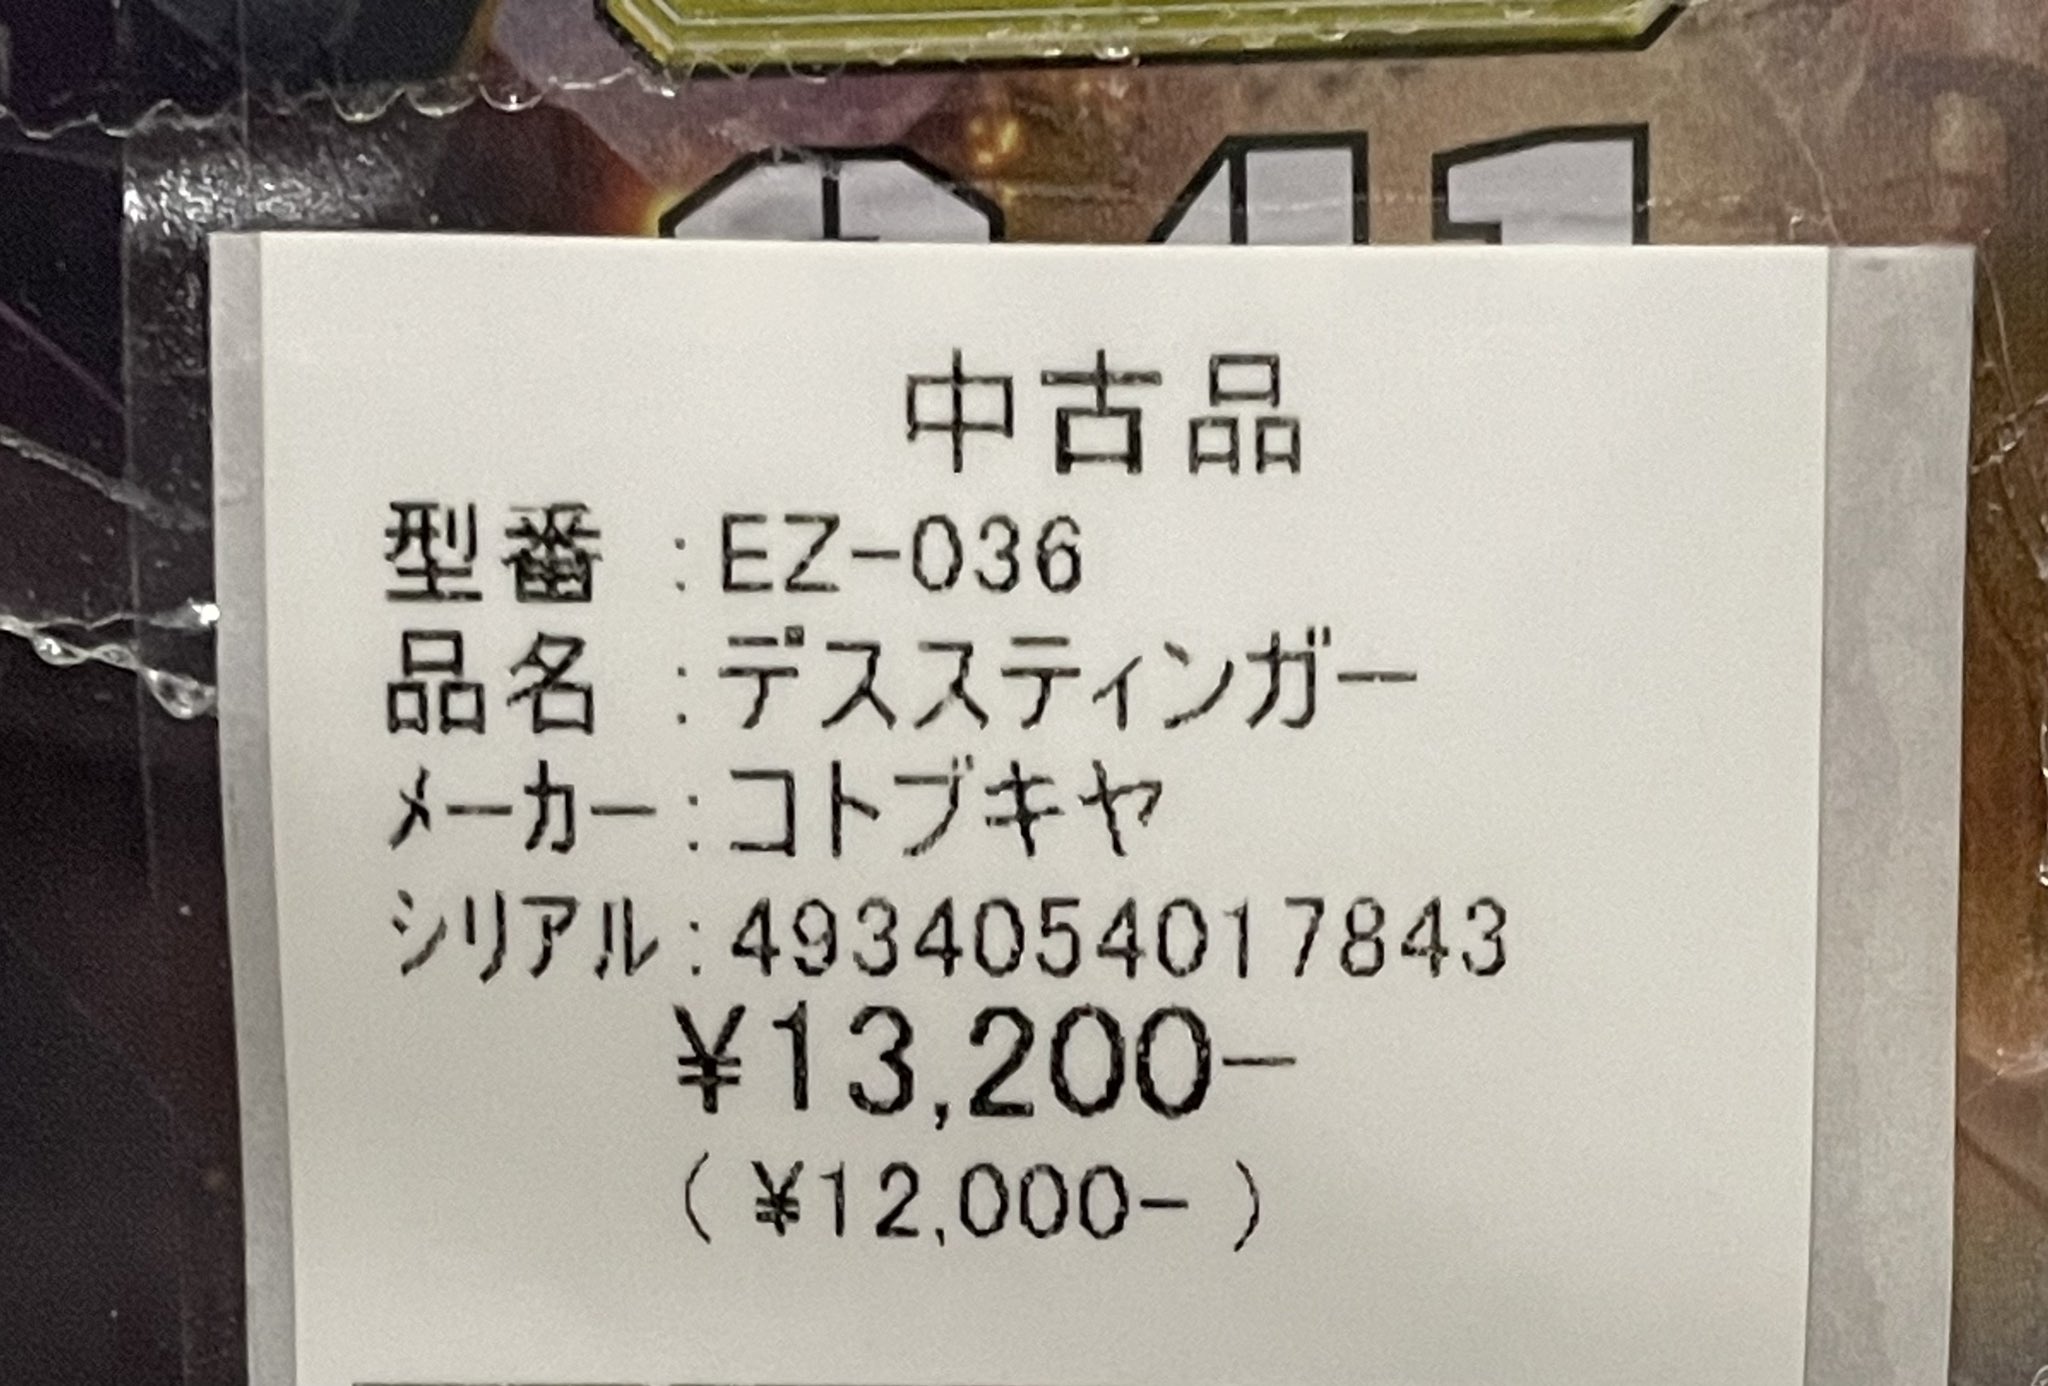 中古品
型番 : EZ-036
品名 : デススティンガー
メーカー : コトブキヤ
シリアル : 4934054017843
¥13,200-
( ¥12,000- )